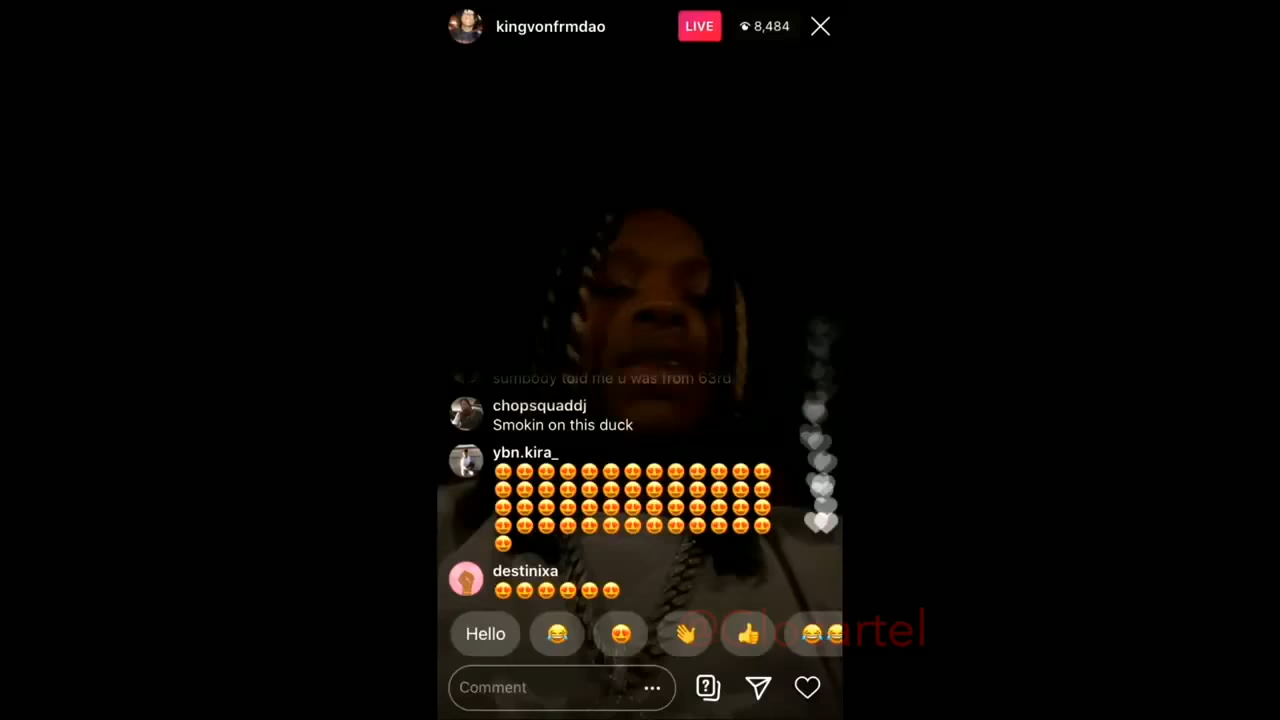 kingvonfrmdao
LIVE
8,484
sumbody told me u was from 63rd
chopsquaddj
Smokin on this duck
ybn.kira_
😍😍😍😍😍😍😍😍😍😍😍😍😍
😍😍😍😍😍😍😍😍😍😍😍😍😍
😍😍😍😍😍😍😍😍😍😍😍😍😍
😍😍😍😍😍😍😍😍😍😍😍😍😍
😍
destinixa
😍😍😍😍😍😍
Hello 😂 😍 👋 👍 😂😂
Comment